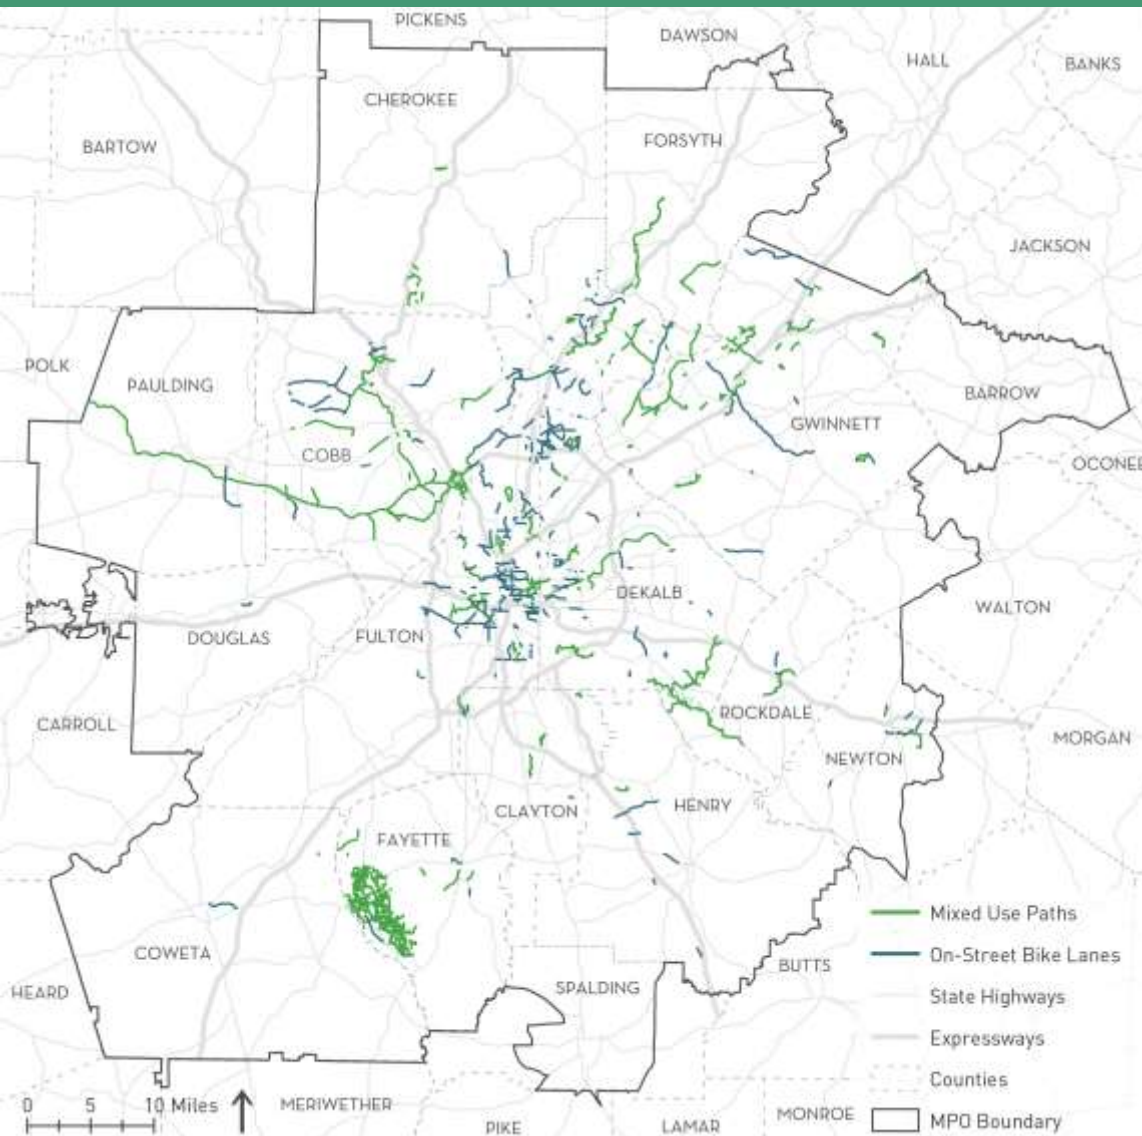 PICKENS
DAWSON
HALL
BANKS
CHEROKEE
FORSYTH
BARTOW
JACKSON
POLK
PAULDING
BARROW
GWINNETT
COBB
OCONEE
DEKALB
WALTON
DOUGLAS
FULTON
ROCKDALE
CARROLL
MORGAN
NEWTON
CLAYTON
HENRY
FAYETTE
COWETA
BUTTS
HEARD
SPALDING
MERIWETHER
PIKE
LAMAR
MONROE
Mixed Use Paths
On-Street Bike Lanes
State Highways
Expressways
Counties
MPO Boundary
0 5 10 Miles